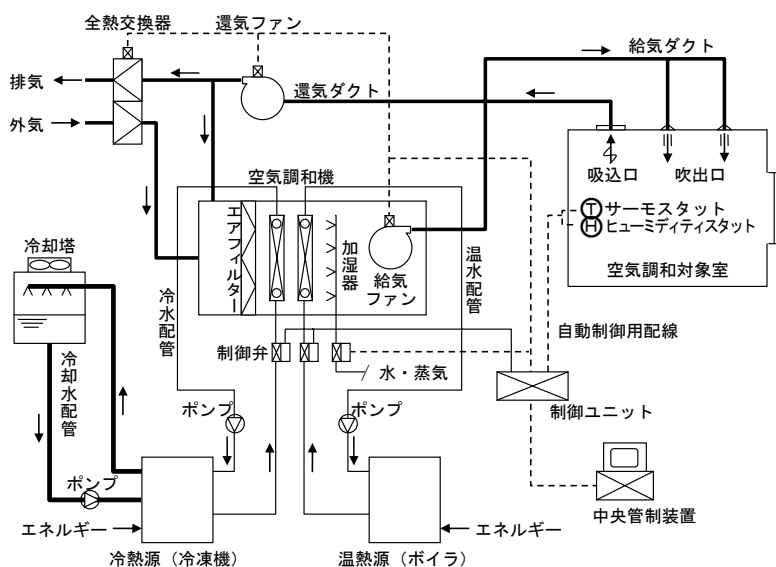 全熱交換器
還気ファン
給気ダクト
排気
還気ダクト
外気
空気調和機
吸込口
吹出口
エアフィルター
加湿器
給気
ファン
温水配管
Ⓣサーモスタット
Ⓗヒューミディティスタット
空気調和対象室
冷却塔
冷水配管
自動制御用配線
制御弁
水・蒸気
冷却水配管
制御ユニット
ポンプ
ポンプ
ポンプ
中央管制装置
エネルギー
エネルギー
冷熱源（冷凍機）
温熱源（ボイラ）